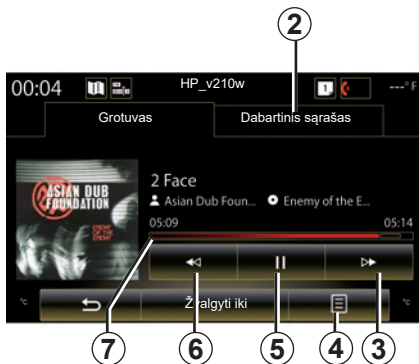 2
00:04
HP_v210w
1
---°F
Grotuvas
Dabartinis sąrašas
ASIAN DUB
FOUNDATION
ENEMY
OF THE
ENEMY
2 Face
Asian Dub Foun...
Enemy of the E...
05:09
05:14
°C
Žvalgyti iki
°C
7
6
5
4
3